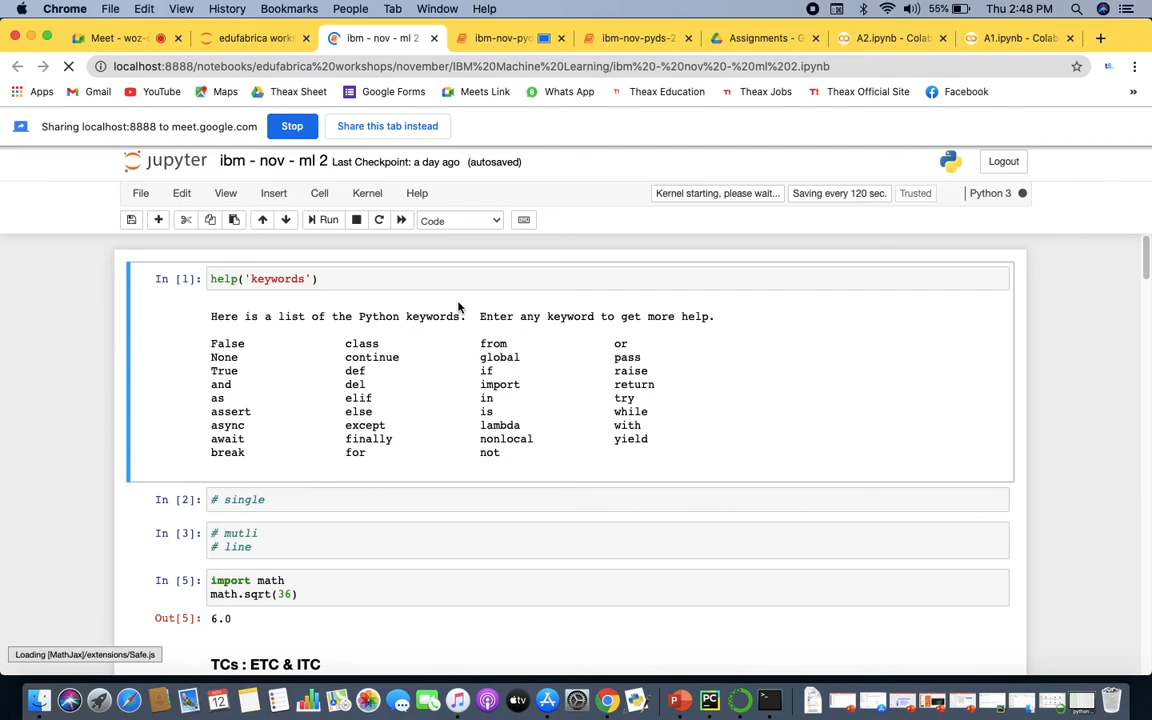 Chrome File Edit View History Bookmarks People Tab Window Help 55% Thu 2:48 PM
Meet - woz- edufabrica works ibm - nov - ml 2 ibm-nov-pyd ibm-nov-pyds-2 Assignments - G A2.ipynb - Colab A1.ipynb - Colab
localhost:8888/notebooks/edufabrica%20workshops/november/IBM%20Machine%20Learning/ibm%20-%20nov%20-%20ml%202.ipynb
Apps Gmail YouTube Maps Theax Sheet Google Forms Meets Link Whats App Theax Education Theax Jobs Theax Official Site Facebook »
Sharing localhost:8888 to meet.google.com Stop Share this tab instead
jupyter ibm - nov - ml 2 Last Checkpoint: a day ago (autosaved) Logout
File Edit View Insert Cell Kernel Help Kernel starting, please wait... Saving every 120 sec. Trusted Python 3
Run Code
In [1]: help('keywords')
Here is a list of the Python keywords. Enter any keyword to get more help.
False class from or
None continue global pass
True def if raise
and del import return
as elif in try
assert else is while
async except lambda with
await finally nonlocal yield
break for not
In [2]: # single
In [3]: # mutli
# line
In [5]: import math
math.sqrt(36)
Out[5]: 6.0
Loading [MathJax]/extensions/Safe.js
TCs : ETC & ITC